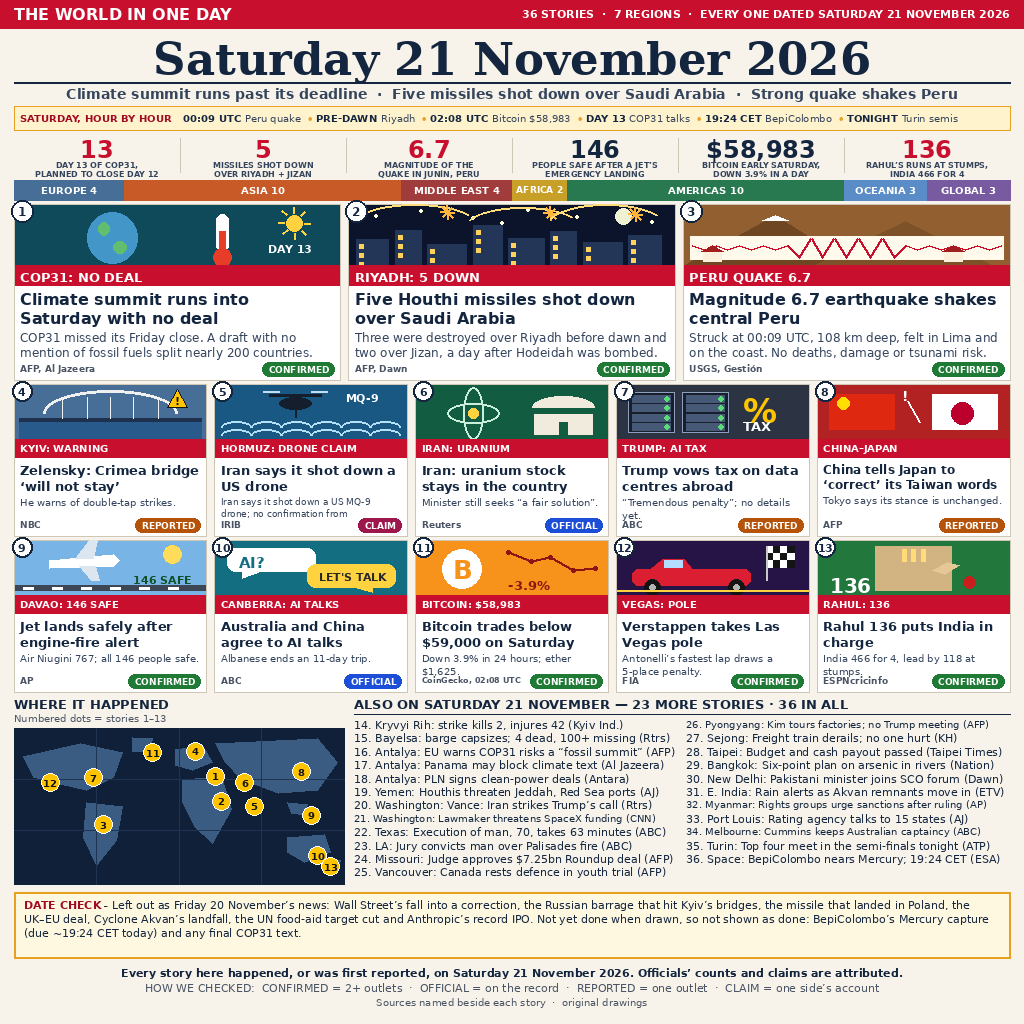 THE WORLD IN ONE DAY
36 STORIES · 7 REGIONS · EVERY ONE DATED SATURDAY 21 NOVEMBER 2026
Saturday 21 November 2026
Climate summit runs past its deadline · Five missiles shot down over Saudi Arabia · Strong quake shakes Peru
SATURDAY, HOUR BY HOUR 00:09 UTC Peru quake • PRE-DAWN Riyadh • 02:08 UTC Bitcoin $58,983 • DAY 13 COP31 talks • 19:24 CET BepiColombo • TONIGHT Turin semis
13
DAY 13 OF COP31,
PLANNED TO CLOSE DAY 12
5
MISSILES SHOT DOWN
OVER RIYADH + JIZAN
6.7
MAGNITUDE OF THE
QUAKE IN JUNÍN, PERU
146
PEOPLE SAFE AFTER A JET'S
EMERGENCY LANDING
$58,983
BITCOIN EARLY SATURDAY,
DOWN 3.9% IN A DAY
136
RAHUL'S RUNS AT STUMPS,
INDIA 466 FOR 4
EUROPE 4
ASIA 10
MIDDLE EAST 4
AFRICA 2
AMERICAS 10
OCEANIA 3
GLOBAL 3
1
DAY 13
COP31: NO DEAL
Climate summit runs into
Saturday with no deal
COP31 missed its Friday close. A draft with no
mention of fossil fuels split nearly 200 countries.
AFP, Al Jazeera
CONFIRMED
2
RIYADH: 5 DOWN
Five Houthi missiles shot down
over Saudi Arabia
Three were destroyed over Riyadh before dawn and
two over Jizan, a day after Hodeidah was bombed.
AFP, Dawn
CONFIRMED
3
PERU QUAKE 6.7
Magnitude 6.7 earthquake shakes
central Peru
Struck at 00:09 UTC, 108 km deep, felt in Lima and
on the coast. No deaths, damage or tsunami risk.
USGS, Gestión
CONFIRMED
4
!
KYIV: WARNING
Zelensky: Crimea bridge
‘will not stay’
He warns of double-tap strikes.
NBC
REPORTED
5
MQ-9
HORMUZ: DRONE CLAIM
Iran says it shot down a
US drone
Iran says it shot down a US MQ-9
drone; no confirmation from
IRIB
CLAIM
6
IRAN: URANIUM
Iran: uranium stock
stays in the country
Minister still seeks “a fair solution”.
Reuters
OFFICIAL
7
%
TAX
TRUMP: AI TAX
Trump vows tax on data
centres abroad
“Tremendous penalty”; no details
yet.
ABC
REPORTED
8
!
CHINA–JAPAN
China tells Japan to
‘correct’ its Taiwan words
Tokyo says its stance is unchanged.
AFP
REPORTED
9
146 SAFE
DAVAO: 146 SAFE
Jet lands safely after
engine-fire alert
Air Niugini 767; all 146 people safe.
AP
CONFIRMED
10
AI?
LET'S TALK
CANBERRA: AI TALKS
Australia and China
agree to AI talks
Albanese ends an 11-day trip.
ABC
OFFICIAL
11
B
-3.9%
BITCOIN: $58,983
Bitcoin trades below
$59,000 on Saturday
Down 3.9% in 24 hours; ether
$1,625.
CoinGecko, 02:08 UTC
CONFIRMED
12
VEGAS: POLE
Verstappen takes Las
Vegas pole
Antonelli’s fastest lap draws a
5-place penalty.
FIA
CONFIRMED
13
136
RAHUL: 136
Rahul 136 puts India in
charge
India 466 for 4, lead by 118 at
stumps.
ESPNcricinfo
CONFIRMED
WHERE IT HAPPENED
Numbered dots = stories 1–13
11
4
12
7
1
6
8
2
5
3
9
10
13
ALSO ON SATURDAY 21 NOVEMBER — 23 MORE STORIES · 36 IN ALL
14. Kryvyi Rih: strike kills 2, injures 42 (Kyiv Ind.)
15. Bayelsa: barge capsizes; 4 dead, 100+ missing (Rtrs)
16. Antalya: EU warns COP31 risks a “fossil summit” (AFP)
17. Antalya: Panama may block climate text (Al Jazeera)
18. Antalya: PLN signs clean-power deals (Antara)
19. Yemen: Houthis threaten Jeddah, Red Sea ports (AJ)
20. Washington: Vance: Iran strikes Trump’s call (Rtrs)
21. Washington: Lawmaker threatens SpaceX funding (CNN)
22. Texas: Execution of man, 70, takes 63 minutes (ABC)
23. LA: Jury convicts man over Palisades fire (ABC)
24. Missouri: Judge approves $7.25bn Roundup deal (AFP)
25. Vancouver: Canada rests defence in youth trial (AFP)
26. Pyongyang: Kim tours factories; no Trump meeting (AFP)
27. Sejong: Freight train derails; no one hurt (KH)
28. Taipei: Budget and cash payout passed (Taipei Times)
29. Bangkok: Six-point plan on arsenic in rivers (Nation)
30. New Delhi: Pakistani minister joins SCO forum (Dawn)
31. E. India: Rain alerts as Akvan remnants move in (ETV)
32. Myanmar: Rights groups urge sanctions after ruling (AP)
33. Port Louis: Rating agency talks to 15 states (AJ)
34. Melbourne: Cummins keeps Australian captaincy (ABC)
35. Turin: Top four meet in the semi-finals tonight (ATP)
36. Space: BepiColombo nears Mercury; 19:24 CET (ESA)
DATE CHECK – Left out as Friday 20 November’s news: Wall Street’s fall into a correction, the Russian barrage that hit Kyiv’s bridges, the missile that landed in Poland, the
UK–EU deal, Cyclone Akvan’s landfall, the UN food-aid target cut and Anthropic’s record IPO. Not yet done when drawn, so not shown as done: BepiColombo’s Mercury capture
(due ~19:24 CET today) and any final COP31 text.
Every story here happened, or was first reported, on Saturday 21 November 2026. Officials’ counts and claims are attributed.
HOW WE CHECKED: CONFIRMED = 2+ outlets · OFFICIAL = on the record · REPORTED = one outlet · CLAIM = one side’s account
Sources named beside each story · original drawings